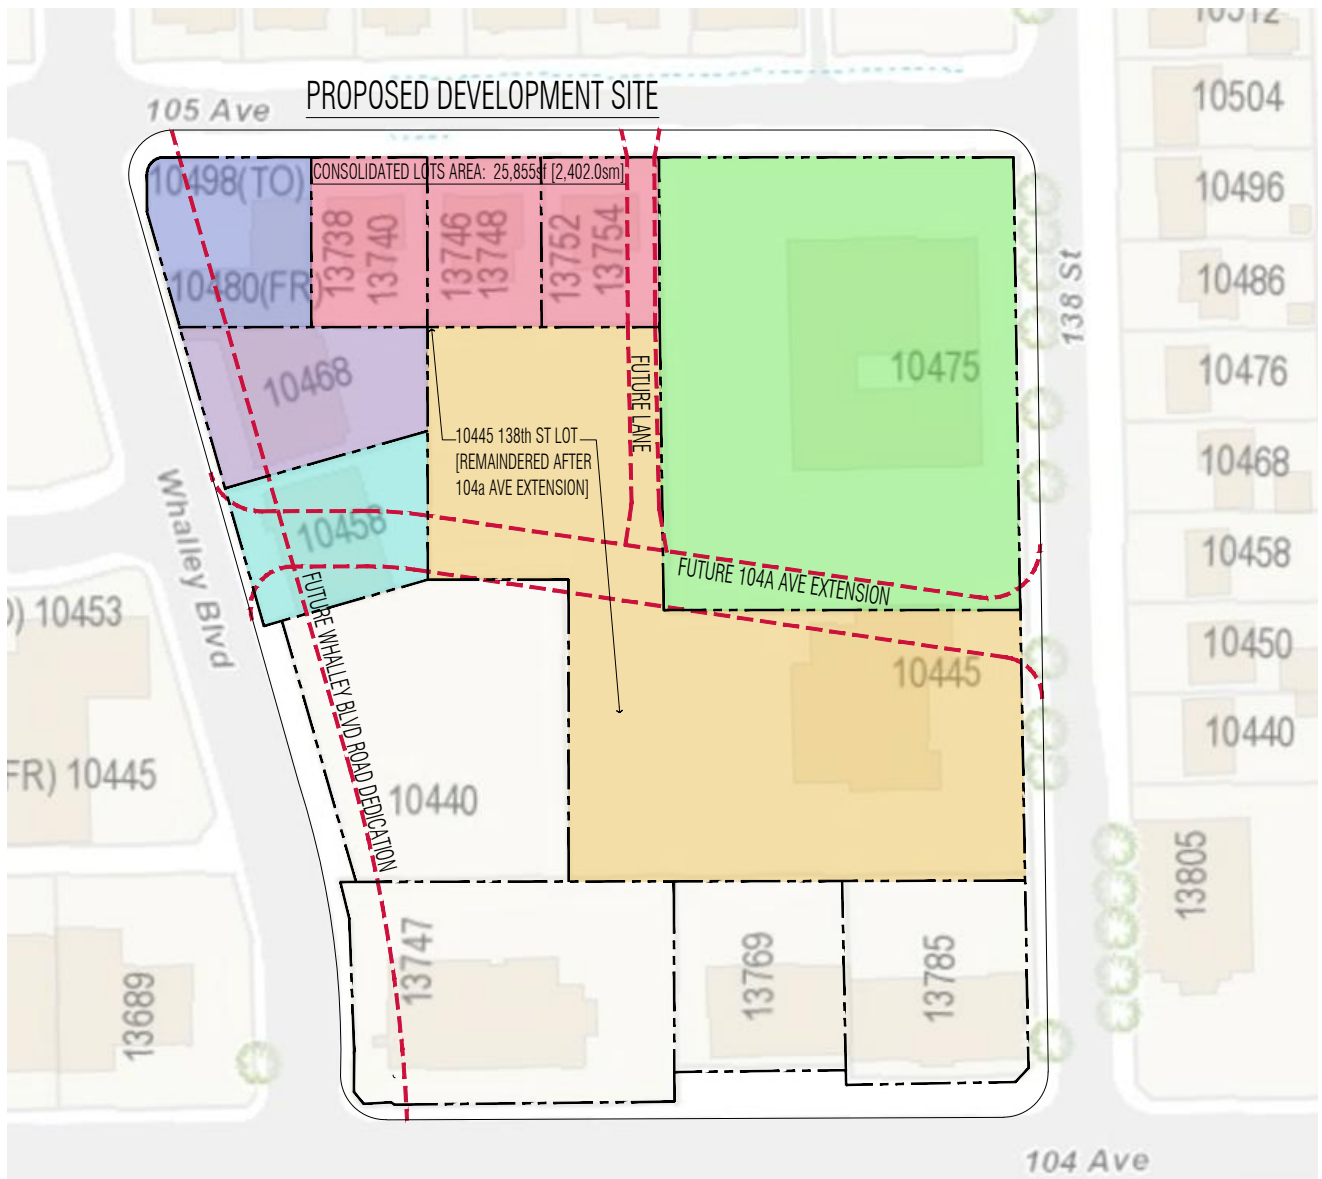 10512
105 Ave
PROPOSED DEVELOPMENT SITE
10504
10498(TO)
CONSOLIDATED LOTS AREA: 25,855sf [2,402.0sm]
10496
13738
13740
13746
13748
13752
13754
10480(FR)
138 St
10486
10468
FUTURE LANE
10475
10476
10445 138th ST LOT
[REMAINDERED AFTER
104a AVE EXTENSION]
10468
Whalley Blvd
10458
10458
FUTURE 104A AVE EXTENSION
) 10453
FUTURE WHALLEY BLVD ROAD DEDICATION
10445
10450
10440
FR) 10445
10440
13805
13747
13769
13785
13689
104 Ave